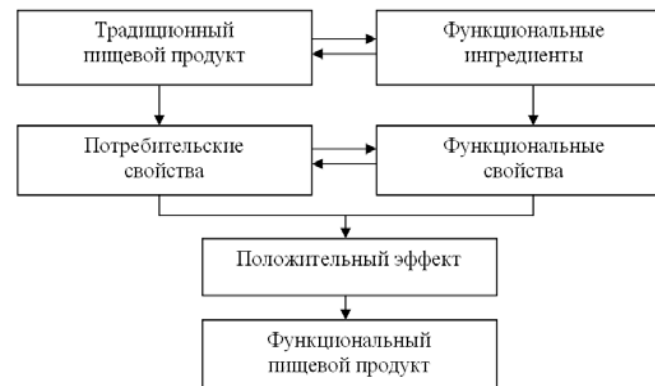 Традиционный
пищевой продукт
Функциональные
ингредиенты
Потребительские
свойства
Функциональные
свойства
Положительный эффект
Функциональный
пищевой продукт